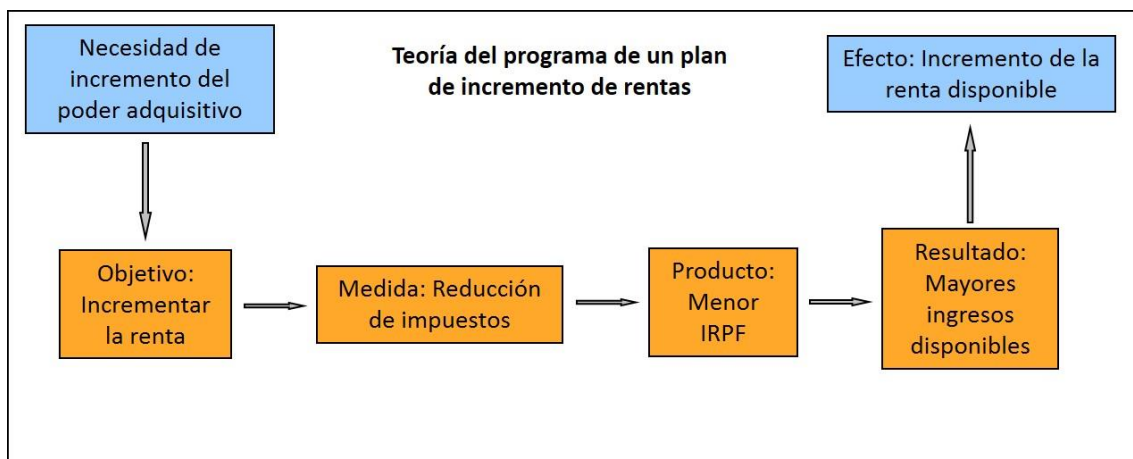 Necesidad de
incremento del
poder adquisitivo
Teoría del programa de un plan
de incremento de rentas
Efecto: Incremento de la
renta disponible
Objetivo:
Incrementar
la renta
Medida: Reducción
de impuestos
Producto:
Menor
IRPF
Resultado:
Mayores
ingresos
disponibles